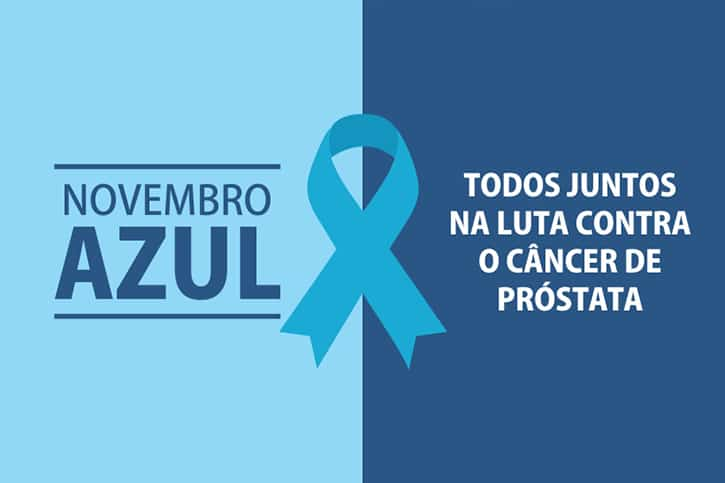 NOVEMBRO
AZUL
TODOS JUNTOS
NA LUTA CONTRA
O CÂNCER DE
PRÓSTATA